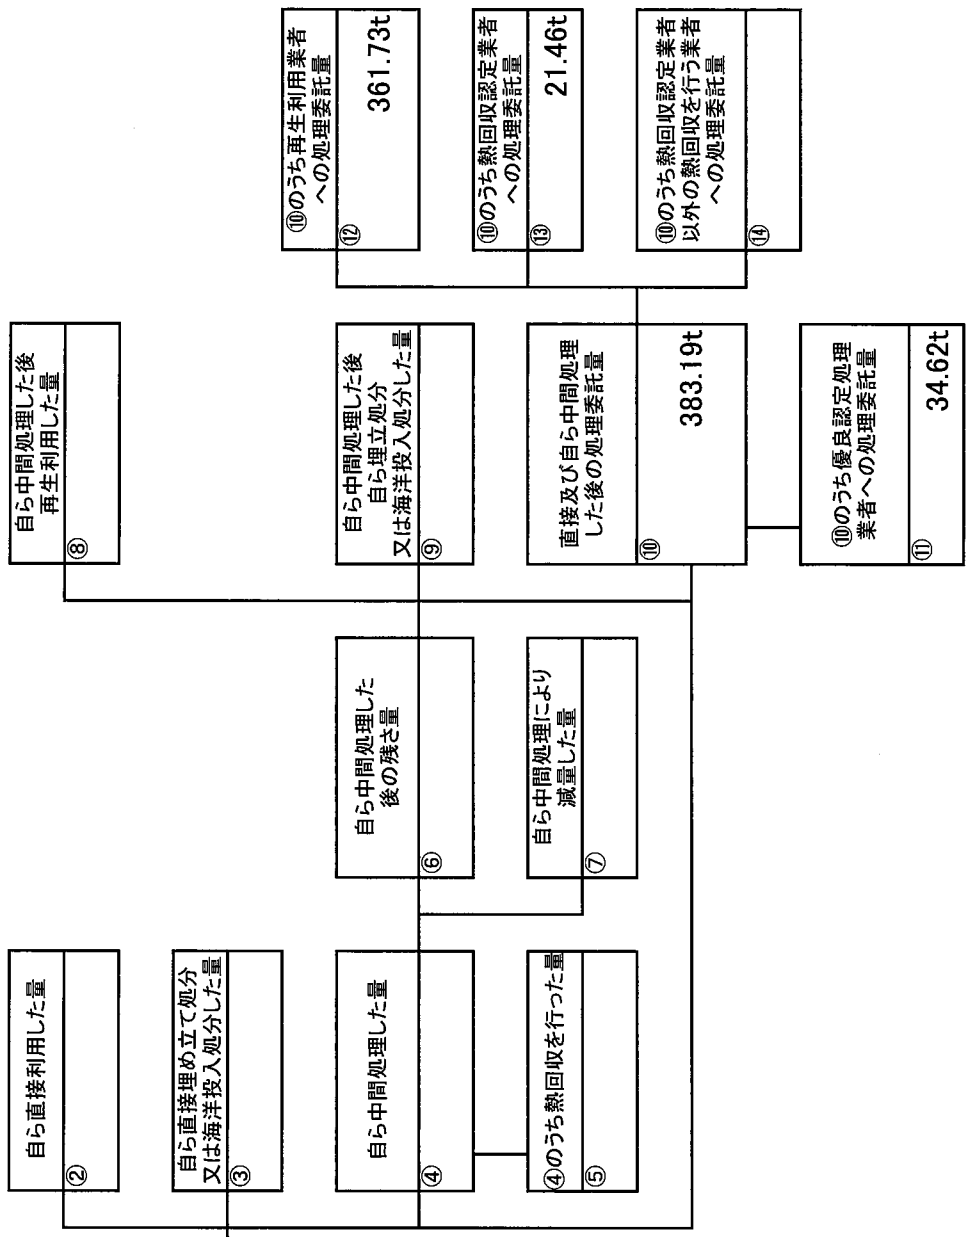 自ら直接利用した量
②
自ら直接埋め立て処分
又は海洋投入処分した量
③
自ら中間処理した量
④
④のうち熱回収を行った量
⑤
自ら中間処理した
後の残さ量
⑥
自ら中間処理により
減量した量
⑦
自ら中間処理した後
再生利用した量
⑧
自ら中間処理した後
自ら埋立処分
又は海洋投入処分した量
⑨
直接及び自ら中間処理
した後の処理委託量
⑩
383.19t
⑩のうち優良認定処理
業者への処理委託量
⑪
34.62t
⑩のうち再生利用業者
への処理委託量
⑫
361.73t
⑩のうち熱回収認定業者
への処理委託量
⑬
21.46t
⑩のうち熱回収認定業者
以外の熱回収を行う業者
への処理委託量
⑭